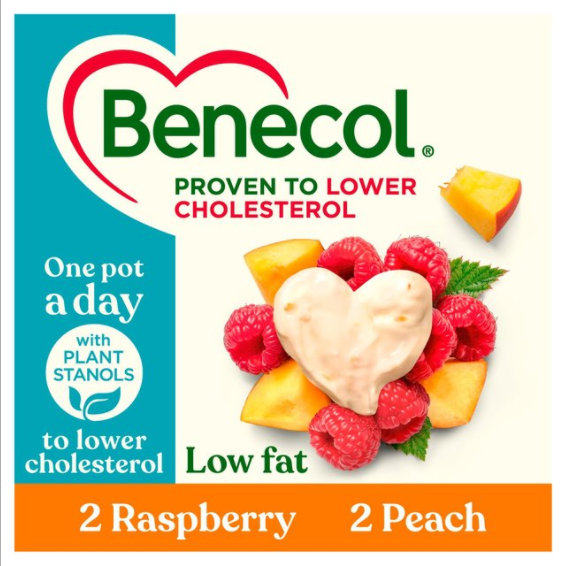 Benecol®
PROVEN TO LOWER
CHOLESTEROL
One pot
a day
with
PLANT
STANOLS
to lower
cholesterol
Low fat
2 Raspberry 2 Peach